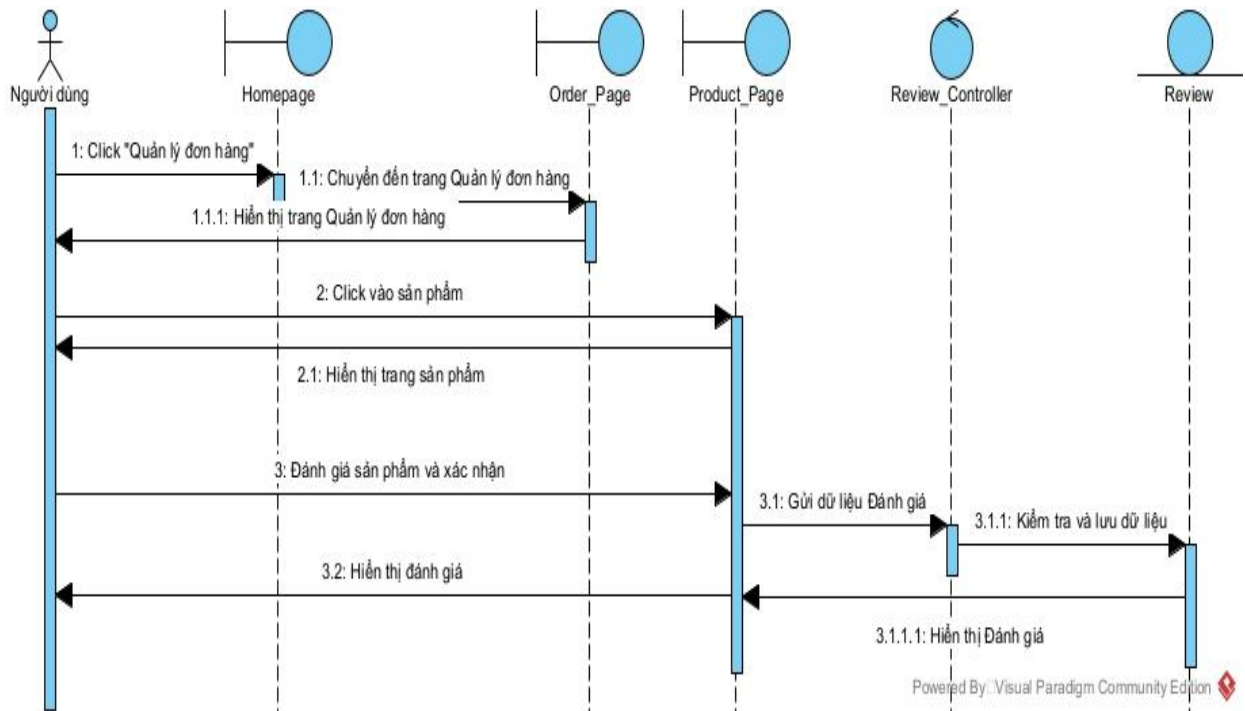 Người dùng
Homepage
Order_Page
Product_Page
Review_Controller
Review
1: Click "Quản lý đơn hàng"
1.1: Chuyển đến trang Quản lý đơn hàng
1.1.1: Hiển thị trang Quản lý đơn hàng
2: Click vào sản phẩm
2.1: Hiển thị trang sản phẩm
3: Đánh giá sản phẩm và xác nhận
3.1: Gửi dữ liệu Đánh giá
3.1.1: Kiểm tra và lưu dữ liệu
3.2: Hiển thị đánh giá
3.1.1.1: Hiển thị Đánh giá
Powered By Visual Paradigm Community Edition